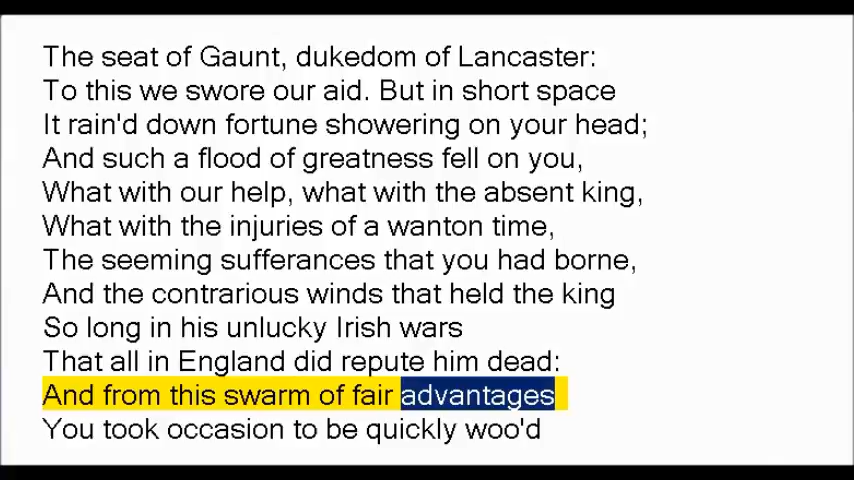 The seat of Gaunt, dukedom of Lancaster:
To this we swore our aid. But in short space
It rain'd down fortune showering on your head;
And such a flood of greatness fell on you,
What with our help, what with the absent king,
What with the injuries of a wanton time,
The seeming sufferances that you had borne,
And the contrarious winds that held the king
So long in his unlucky Irish wars
That all in England did repute him dead:
And from this swarm of fair advantages
You took occasion to be quickly woo'd